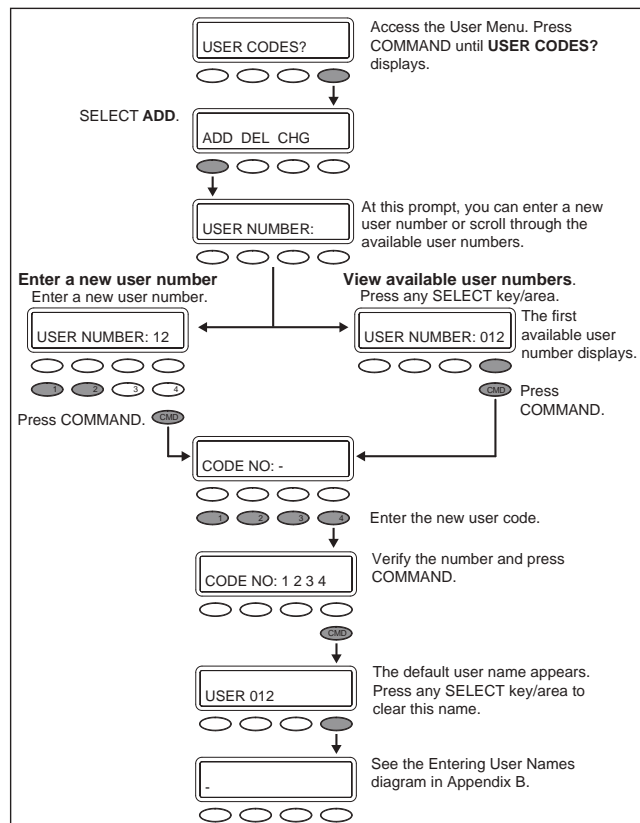 USER CODES?
Access the User Menu. Press
COMMAND until USER CODES?
displays.
SELECT ADD.
ADD DEL CHG
USER NUMBER:
At this prompt, you can enter a new
user number or scroll through the
available user numbers.
Enter a new user number
Enter a new user number.
USER NUMBER: 12
1 2 3 4
Press COMMAND.
CMD
View available user numbers.
Press any SELECT key/area.
USER NUMBER: 012
The first
available user
number displays.
CMD
Press
COMMAND.
CODE NO: -
1 2 3 4
Enter the new user code.
CODE NO: 1 2 3 4
Verify the number and press
COMMAND.
CMD
USER 012
The default user name appears.
Press any SELECT key/area to
clear this name.
-
See the Entering User Names
diagram in Appendix B.